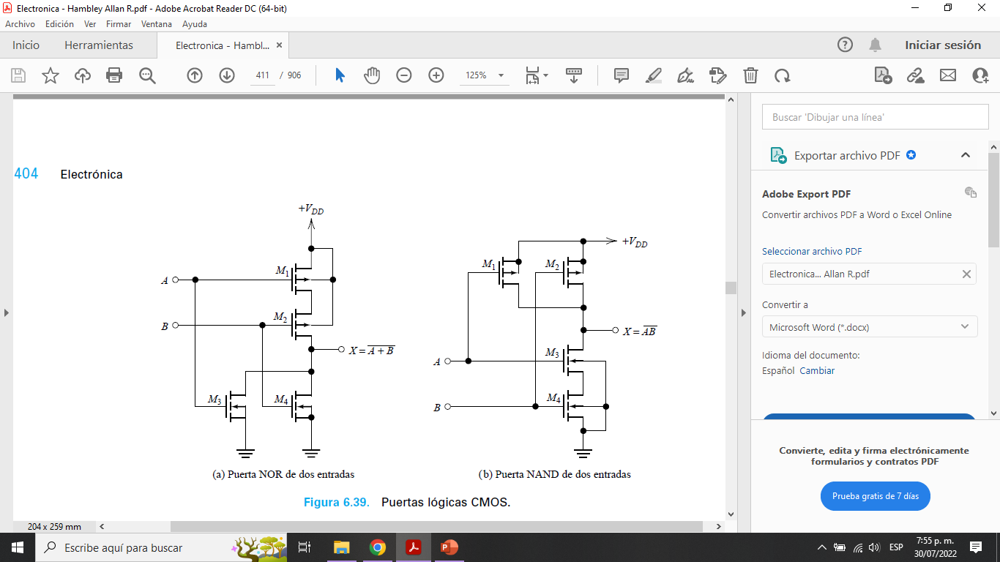 Electronica - Hambley Allan R.pdf - Adobe Acrobat Reader DC (64-bit)
Archivo Edición Ver Firmar Ventana Ayuda
Inicio Herramientas Electronica - Hambl... Iniciar sesión
411 / 906 125%
Buscar 'Dibujar una línea'
Exportar archivo PDF
Adobe Export PDF
Convertir archivos PDF a Word o Excel Online
Seleccionar archivo PDF
Electronica... Allan R.pdf
Convertir a
Microsoft Word (*.docx)
Idioma del documento:
Español Cambiar
Convierte, edita y firma electrónicamente
formularios y contratos PDF
Prueba gratis de 7 días
404 Electrónica
+V_DD
M_1
A
M_2
B
X = \overline{A + B}
M_3
M_4
(a) Puerta NOR de dos entradas
+V_DD
M_1
M_2
X = \overline{AB}
M_3
A
M_4
B
(b) Puerta NAND de dos entradas
Figura 6.39. Puertas lógicas CMOS.
204 x 259 mm
Escribe aquí para buscar
ESP
7:55 p. m.
30/07/2022